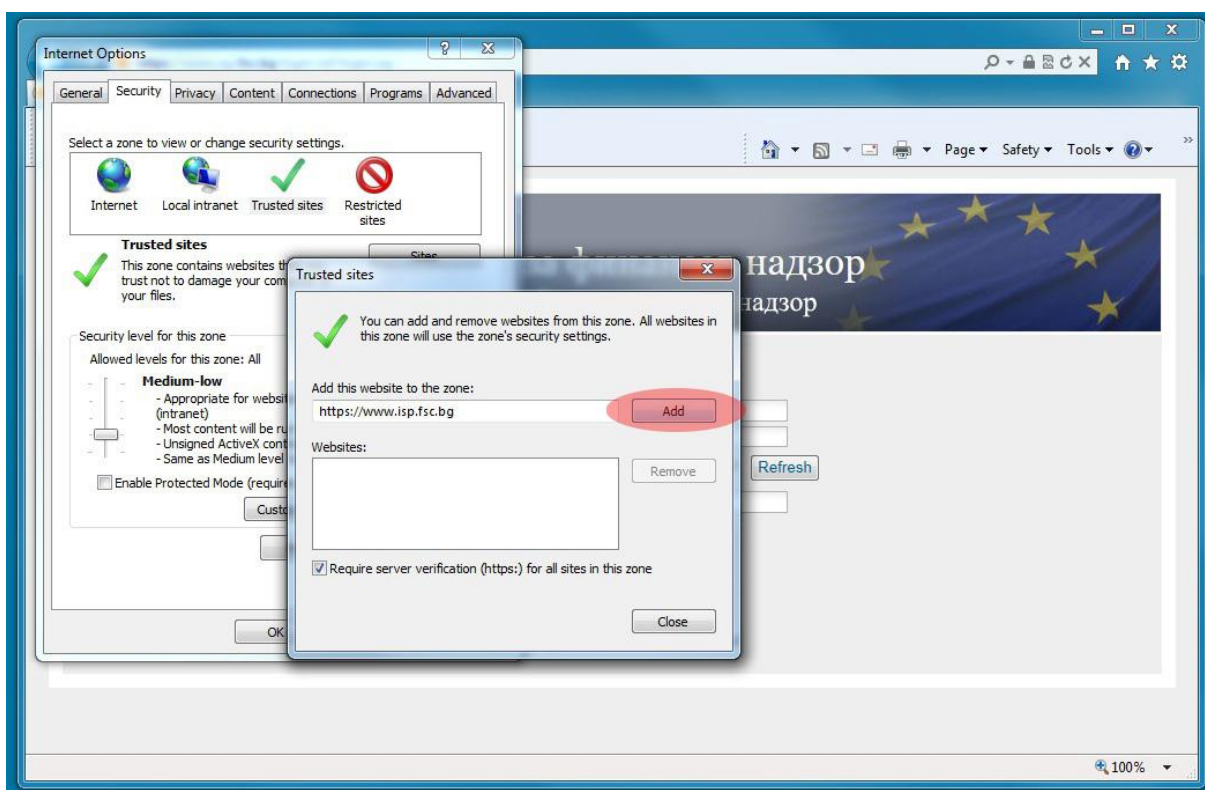 Internet Options
General Security Privacy Content Connections Programs Advanced
Select a zone to view or change security settings.
Internet Local intranet Trusted sites Restricted
sites
Trusted sites
Sites
This zone contains websites
trust not to damage your com
your files.
Security level for this zone
Allowed levels for this zone: All
Medium-low
- Appropriate for websit
(intranet)
- Most content will be ru
- Unsigned ActiveX cont
- Same as Medium level
Enable Protected Mode (require
Custo
OK
Trusted sites
You can add and remove websites from this zone. All websites in
this zone will use the zone's security settings.
Add this website to the zone:
https://www.isp.fsc.bg
Add
Websites:
Remove
Require server verification (https:) for all sites in this zone
Close
Page Safety Tools
надзор
надзор
Refresh
100%